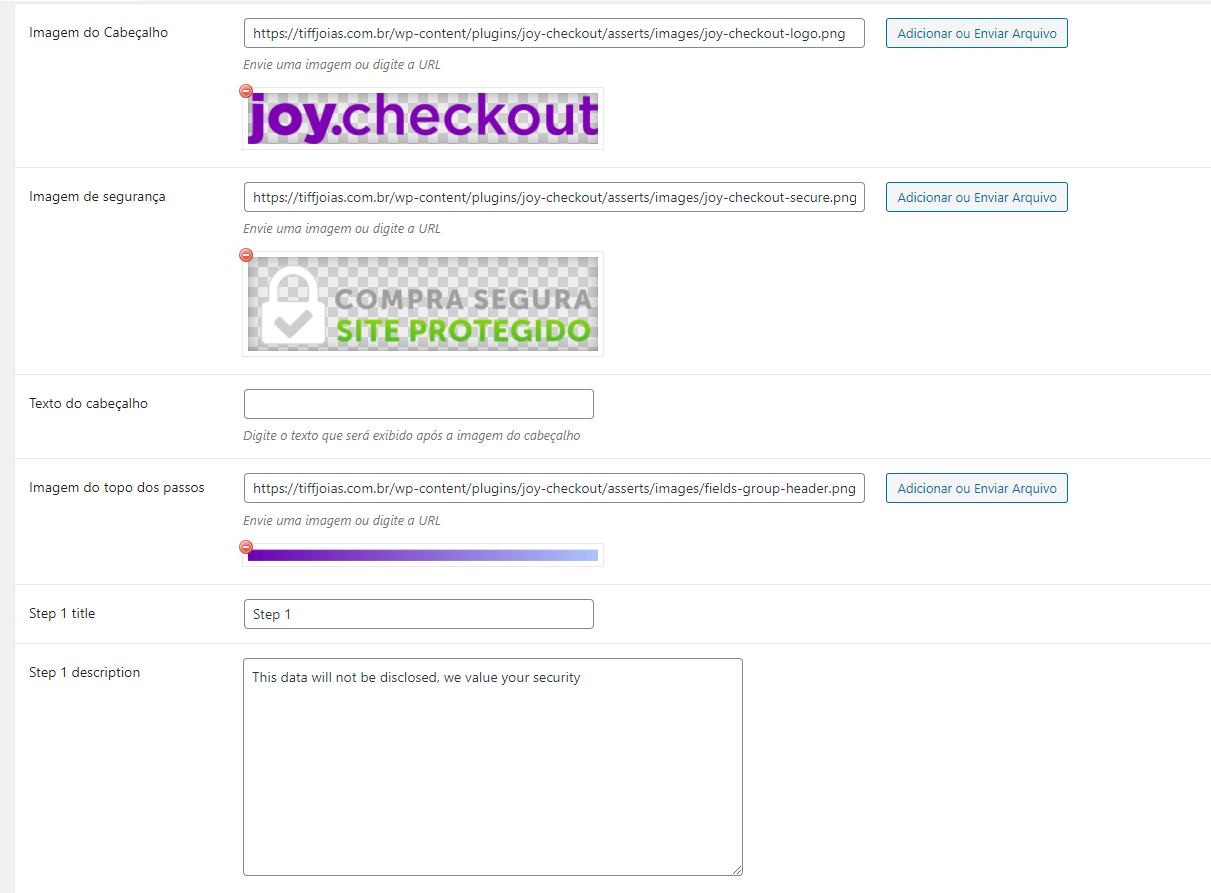 Imagem do Cabeçalho
https://tiffjoias.com.br/wp-content/plugins/joy-checkout/asserts/images/joy-checkout-logo.png
Adicionar ou Enviar Arquivo
Envie uma imagem ou digite a URL
joy.checkout
Imagem de segurança
https://tiffjoias.com.br/wp-content/plugins/joy-checkout/asserts/images/joy-checkout-secure.png
Adicionar ou Enviar Arquivo
Envie uma imagem ou digite a URL
COMPRA SEGURA
SITE PROTEGIDO
Texto do cabeçalho
Digite o texto que será exibido após a imagem do cabeçalho
Imagem do topo dos passos
https://tiffjoias.com.br/wp-content/plugins/joy-checkout/asserts/images/fields-group-header.png
Adicionar ou Enviar Arquivo
Envie uma imagem ou digite a URL
Step 1 title
Step 1
Step 1 description
This data will not be disclosed, we value your security